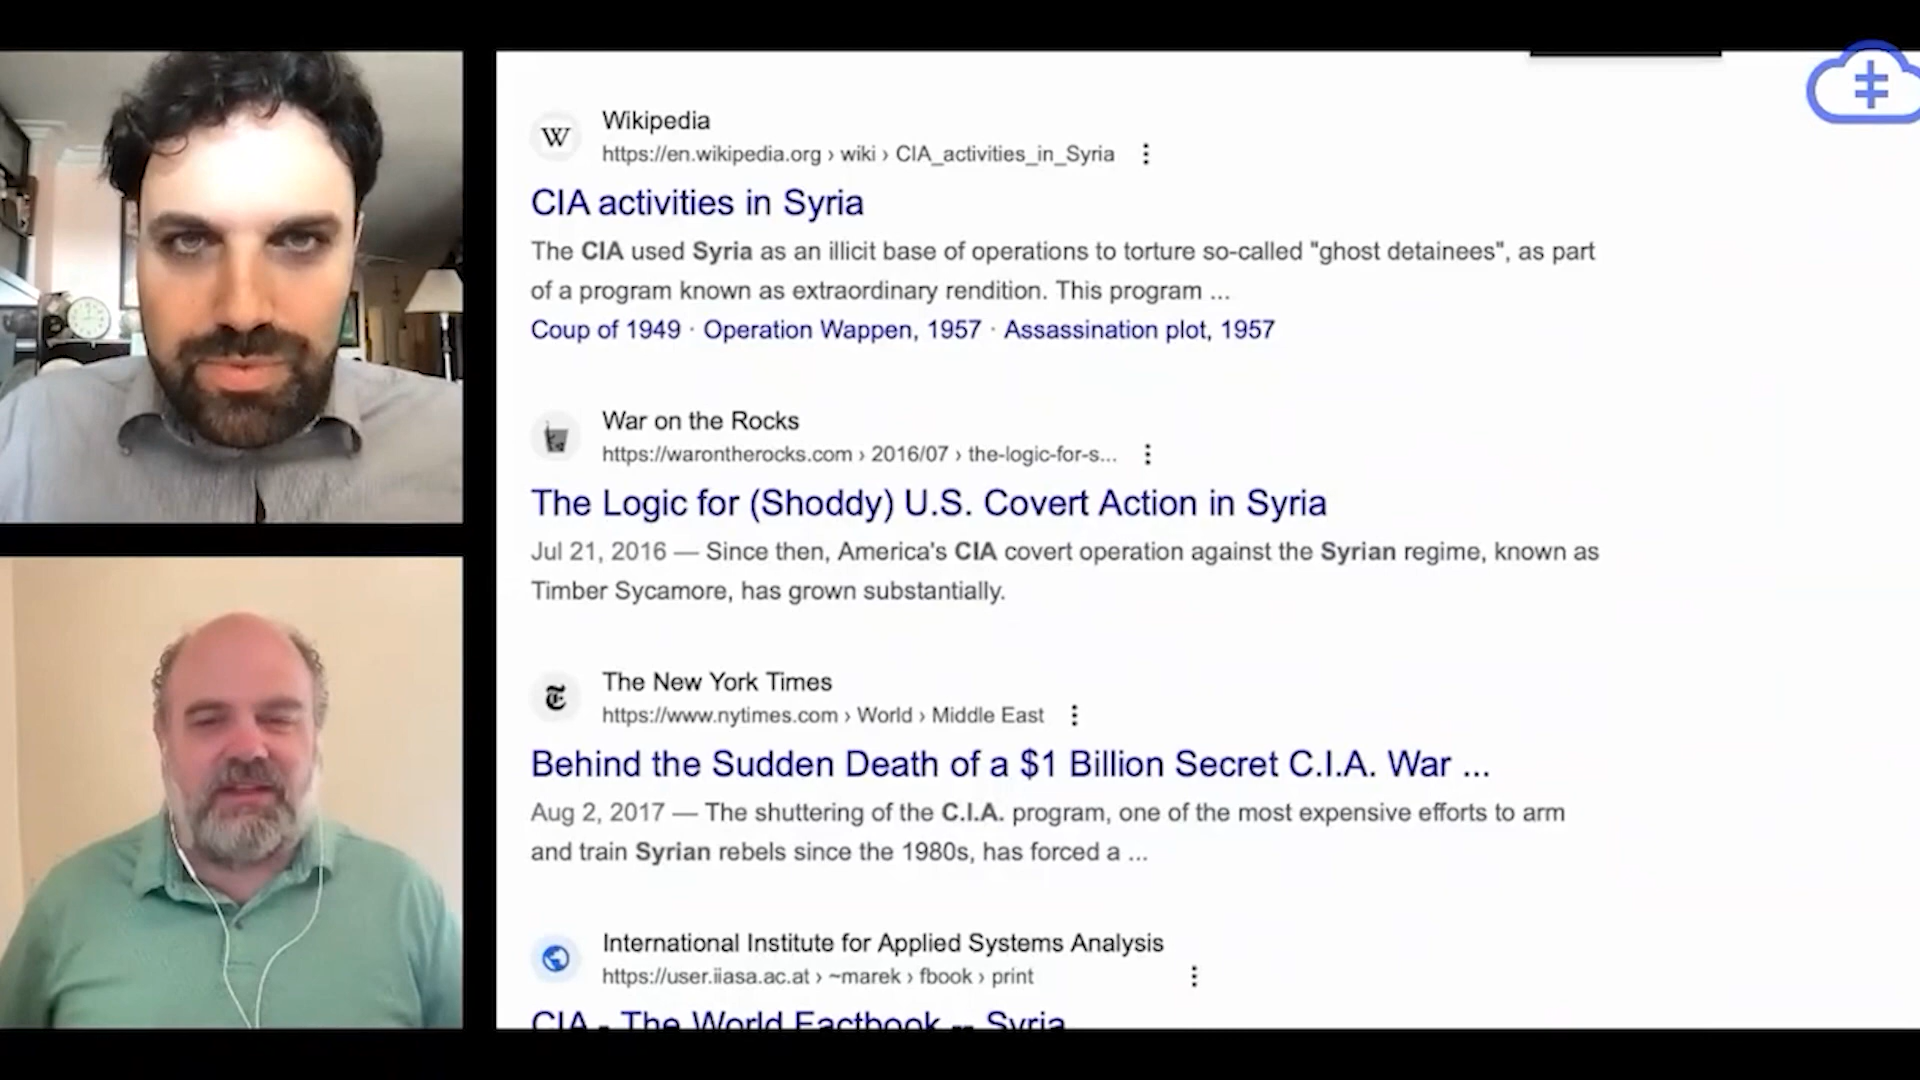 Wikipedia
https://en.wikipedia.org › wiki › CIA_activities_in_Syria
CIA activities in Syria
The CIA used Syria as an illicit base of operations to torture so-called "ghost detainees", as part
of a program known as extraordinary rendition. This program ...
Coup of 1949 · Operation Wappen, 1957 · Assassination plot, 1957
War on the Rocks
https://warontherocks.com › 2016/07 › the-logic-for-s...
The Logic for (Shoddy) U.S. Covert Action in Syria
Jul 21, 2016 — Since then, America's CIA covert operation against the Syrian regime, known as
Timber Sycamore, has grown substantially.
The New York Times
https://www.nytimes.com › World › Middle East
Behind the Sudden Death of a $1 Billion Secret C.I.A. War ...
Aug 2, 2017 — The shuttering of the C.I.A. program, one of the most expensive efforts to arm
and train Syrian rebels since the 1980s, has forced a ...
International Institute for Applied Systems Analysis
https://user.iiasa.ac.at › ~marek › fbook › print
CIA - The World Factbook -- Syria